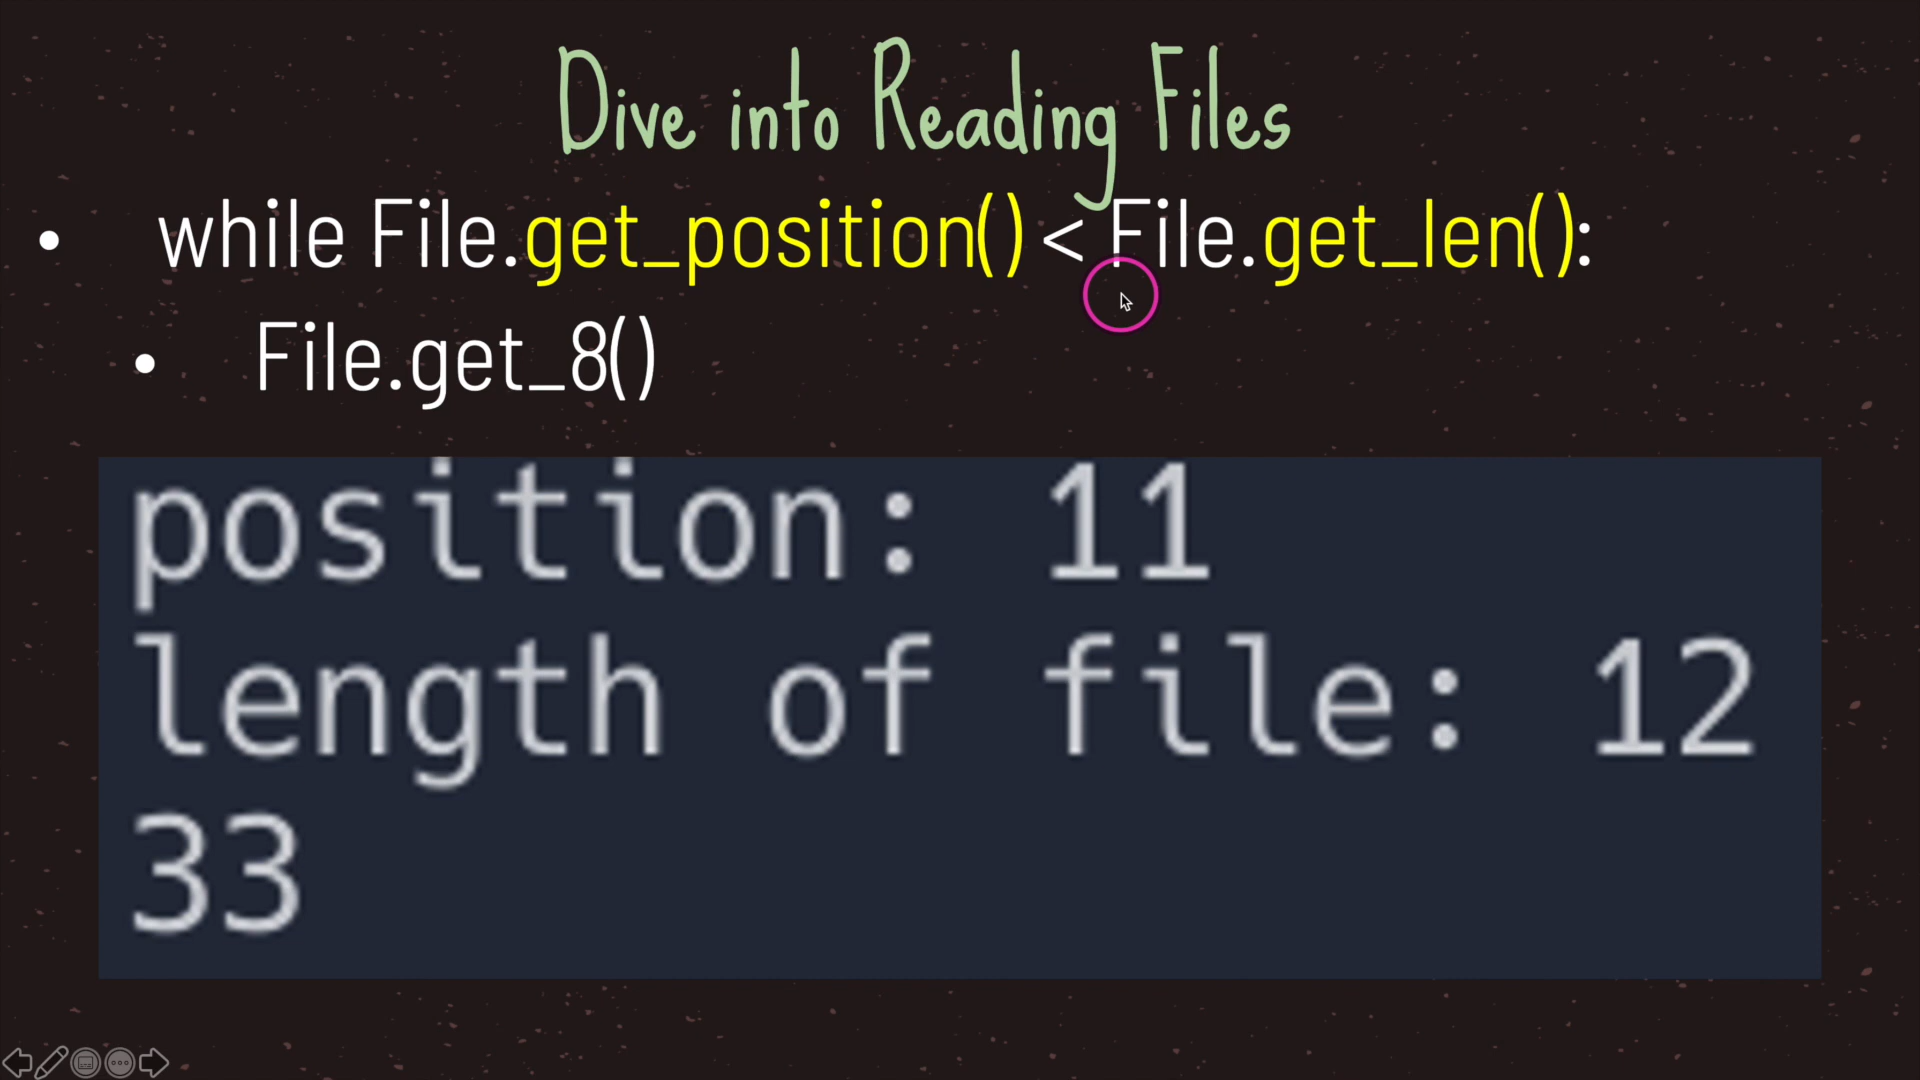 Dive into Reading Files
• while File.get_position() < File.get_len():
• File.get_8()
position: 11
length of file: 12
33